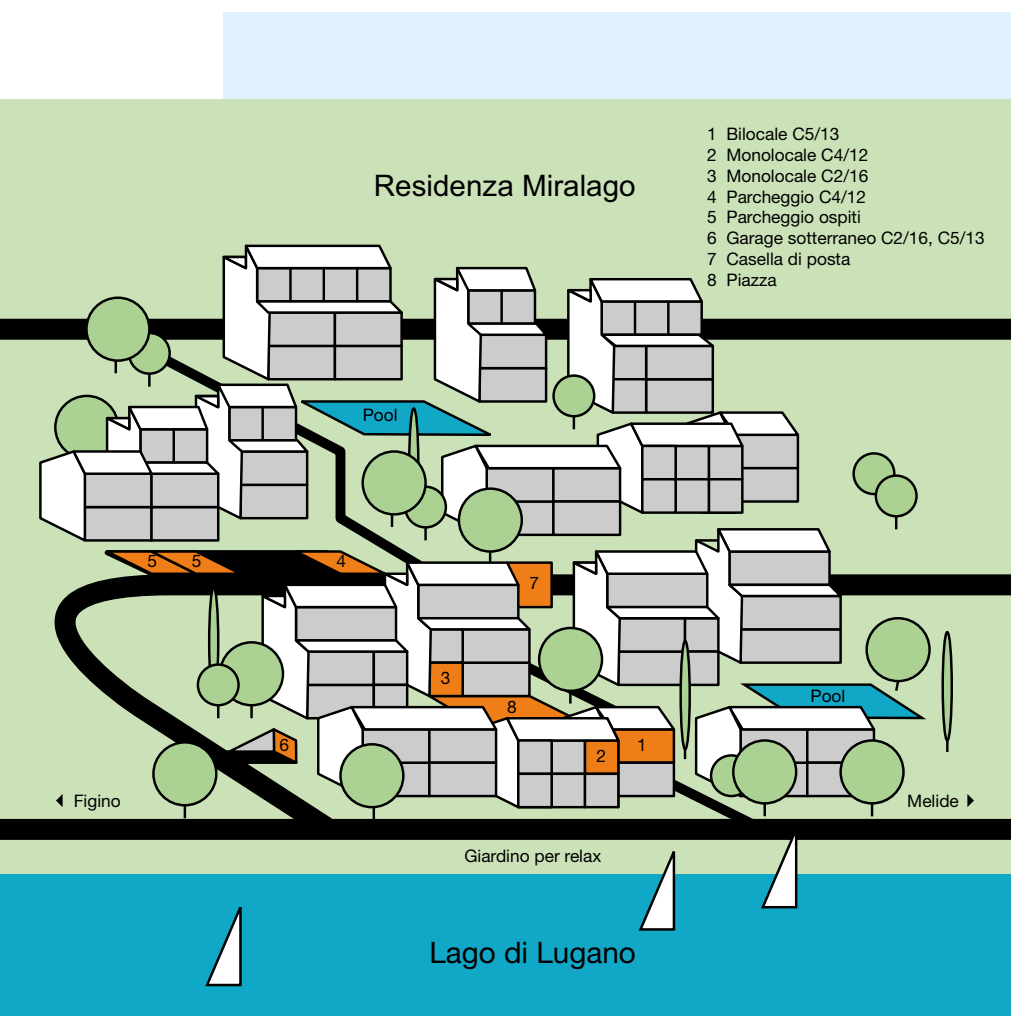 Residenza Miralago
1 Bilocale C5/13
2 Monolocale C4/12
3 Monolocale C2/16
4 Parcheggio C4/12
5 Parcheggio ospiti
6 Garage sotterraneo C2/16, C5/13
7 Casella di posta
8 Piazza
Pool
5 5 4
7
3
8
Pool
6
2
1
Figino
Melide
Giardino per relax
Lago di Lugano